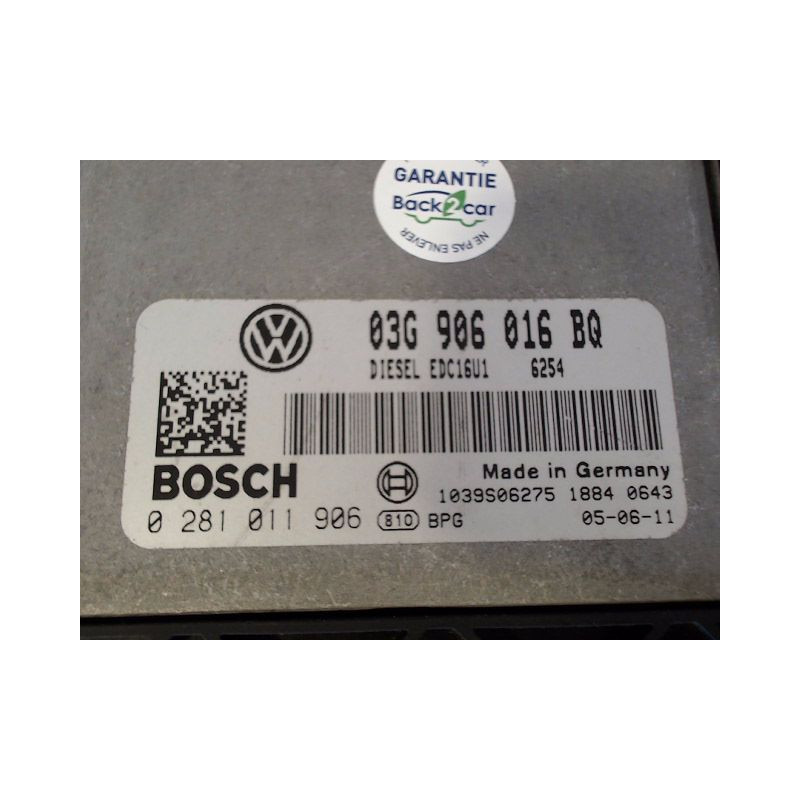 GARANTIE
Back2car
NE PAS ENLEVER
03G 906 016 BQ
DIESEL EDC16U1 6254
BOSCH
Made in Germany
1039S06275 1884 0643
0 281 011 906 810 BPG 05-06-11